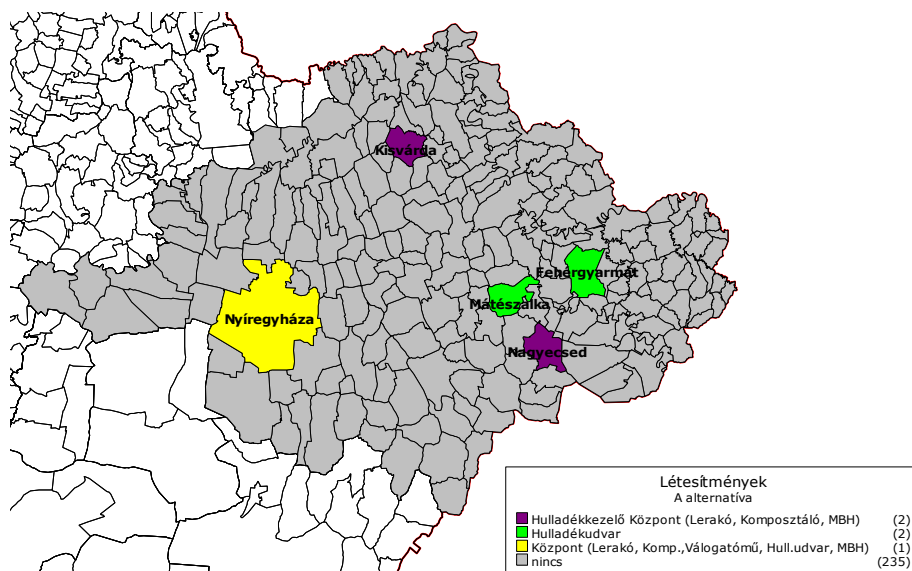 Kisvárda
Fehérgyarmat
Mátészalka
Nyíregyháza
Nagyecsed
Létesítmények
A alternatíva
Hulladékkezelő Központ (Lerakó, Komposztáló, MBH) (2)
Hulladékudvar (2)
Központ (Lerakó, Komp.,Válogatómű, Hull.udvar, MBH) (1)
nincs (235)